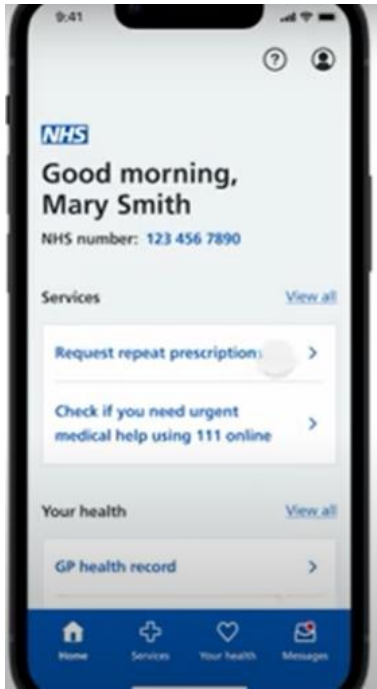 9:41
NHS
Good morning,
Mary Smith
NHS number: 123 456 7890
Services
View all
Request repeat prescriptions
Check if you need urgent
medical help using 111 online
Your health
View all
GP health record
Home
Services
Your health
Messages